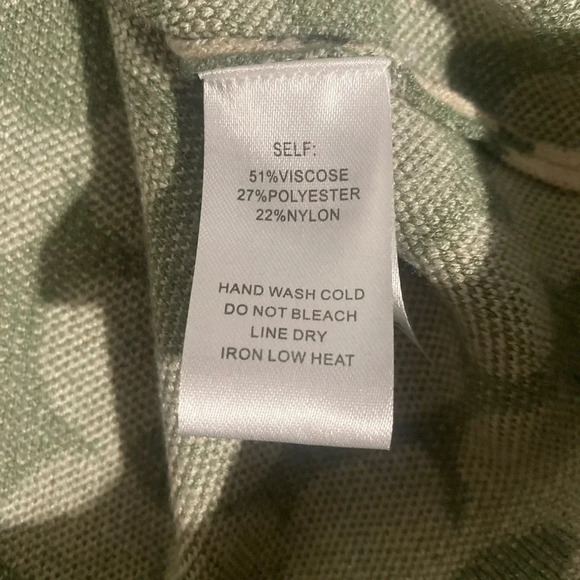 SELF:
51%VISCOSE
27%POLYESTER
22%NYLON
HAND WASH COLD
DO NOT BLEACH
LINE DRY
IRON LOW HEAT